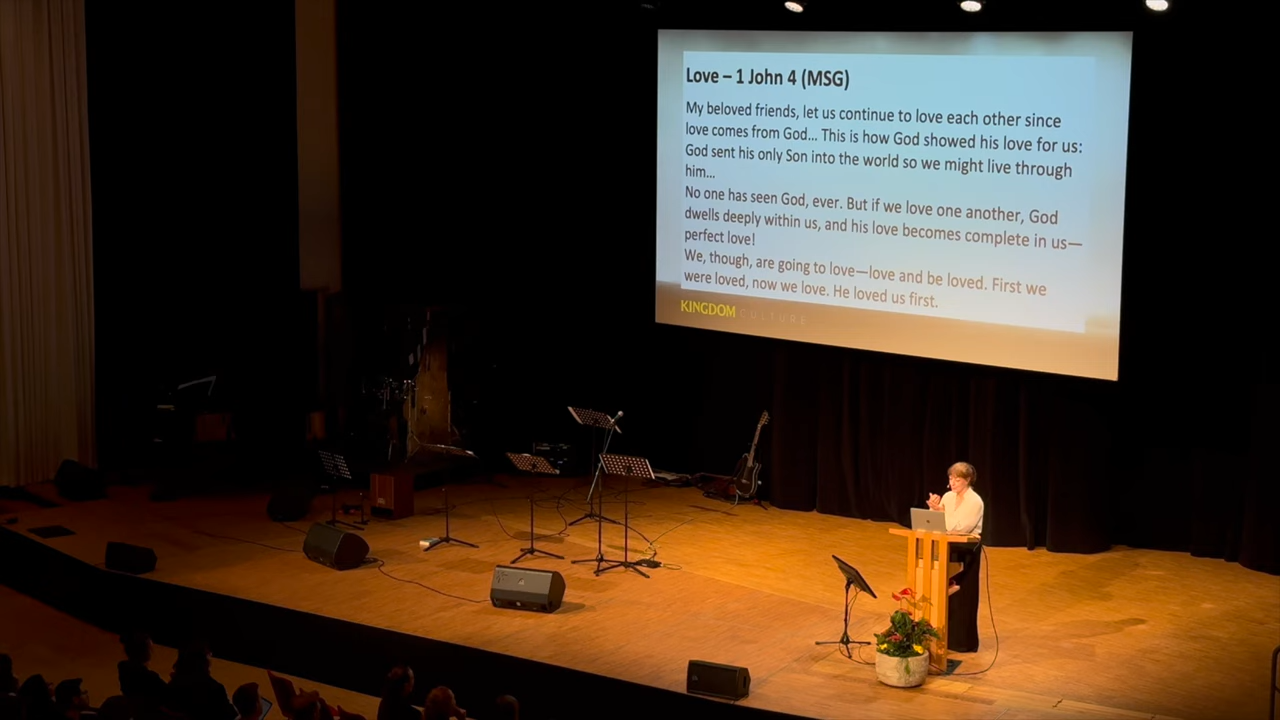 Love – 1 John 4 (MSG)
My beloved friends, let us continue to love each other since
love comes from God... This is how God showed his love for us:
God sent his only Son into the world so we might live through
him...
No one has seen God, ever. But if we love one another, God
dwells deeply within us, and his love becomes complete in us—
perfect love!
We, though, are going to love—love and be loved. First we
were loved, now we love. He loved us first.
KINGDOM CULTURE